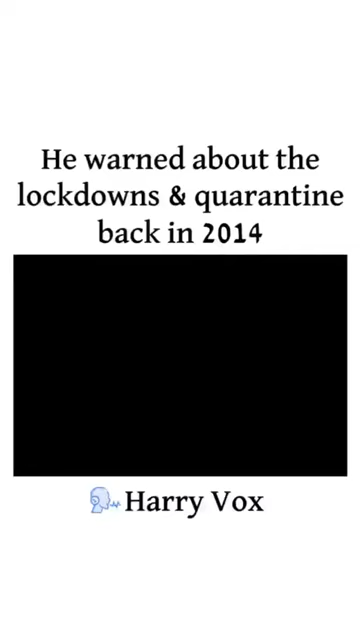 He warned about the
lockdowns & quarantine
back in 2014
Harry Vox